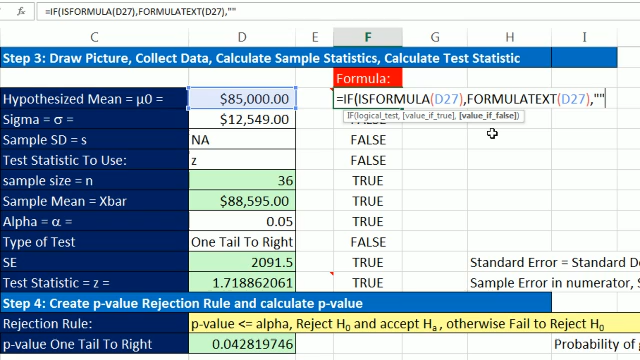 fx =IF(ISFORMULA(D27),FORMULATEXT(D27),""
C D E F G H I
Step 3: Draw Picture, Collect Data, Calculate Sample Statistics, Calculate Test Statistic
Formula:
Hypothesized Mean = μ0 = $85,000.00 =IF(ISFORMULA(D27),FORMULATEXT(D27),""
IF(logical_test, [value_if_true], [value_if_false])
Sigma = σ = $12,549.00 FALSE
Sample SD = s NA FALSE
Test Statistic To Use: z FALSE
sample size = n 36 TRUE
Sample Mean = Xbar $88,595.00 TRUE
Alpha = α = 0.05 TRUE
Type of Test One Tail To Right FALSE
SE 2091.5 TRUE Standard Error = Standard De
Test Statistic = z = 1.718862061 TRUE Sample Error in numerator, S
Step 4: Create p-value Rejection Rule and calculate p-value
Rejection Rule: p-value <= alpha, Reject H0 and accept Ha , otherwise Fail to Reject H0
p-value One Tail To Right 0.042819746 Probability of g